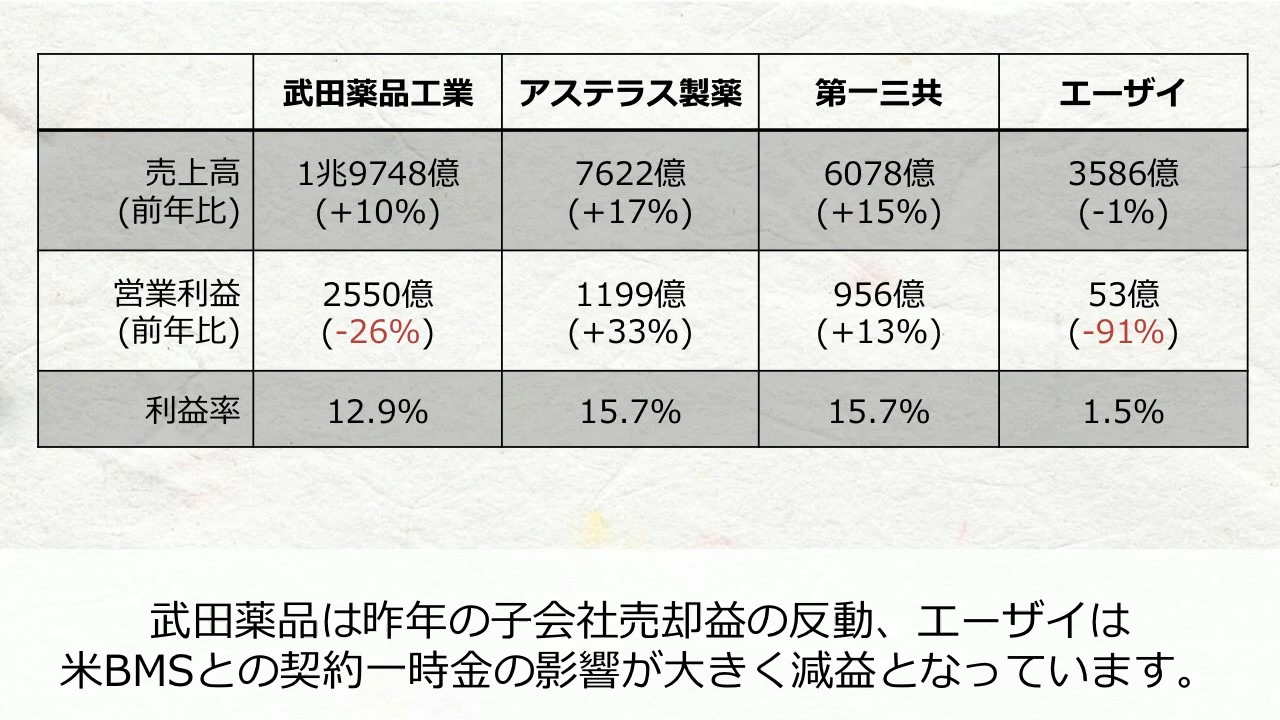 武田薬品工業 アステラス製薬 第一三共 エーザイ
売上高 1兆9748億 7622億 6078億 3586億
(前年比) (+10%) (+17%) (+15%) (-1%)
営業利益 2550億 1199億 956億 53億
(前年比) (-26%) (+33%) (+13%) (-91%)
利益率 12.9% 15.7% 15.7% 1.5%
武田薬品は昨年の子会社売却益の反動、エーザイは
米BMSとの契約一時金の影響が大きく減益となっています。